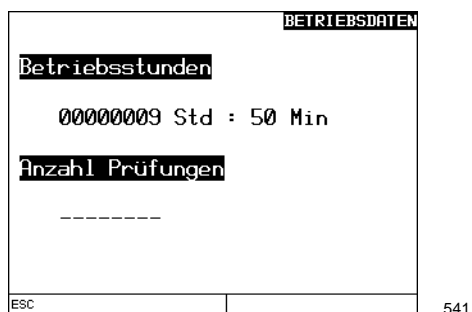 BETRIEBSDATEN
Betriebsstunden
00000009 Std : 50 Min
Anzahl Prüfungen
--------
ESC
541